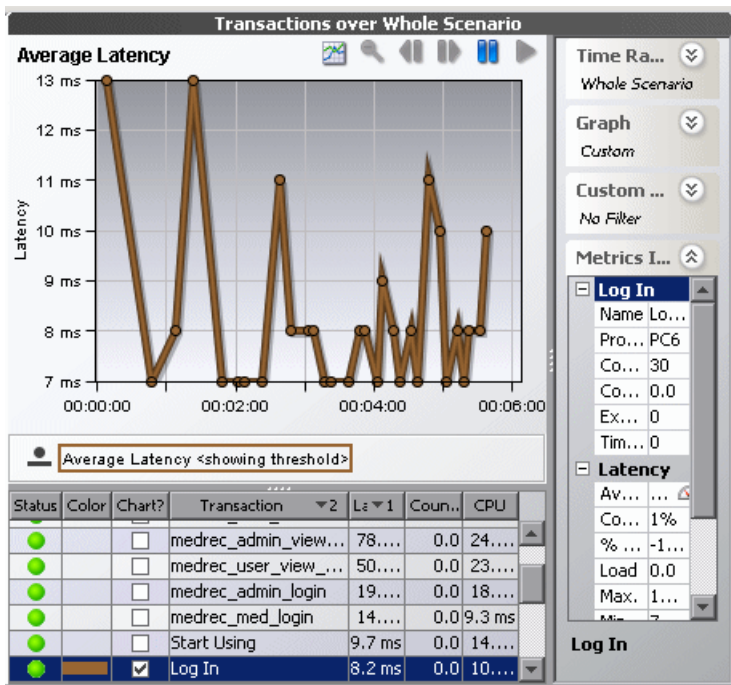 Transactions over Whole Scenario
Average Latency
13 ms
12 ms
11 ms
10 ms
9 ms
8 ms
7 ms
Latency
00:00:00 00:02:00 00:04:00 00:06:00
Average Latency <showing threshold>
Status Color Chart? Transaction 2 La 1 Coun.. CPU
medrec_admin_view... 78.... 0.0 24....
medrec_user_view_... 50.... 0.0 23....
medrec_admin_login 19.... 0.0 18....
medrec_med_login 14.... 0.0 9.3 ms
Start Using 9.7 ms 0.0 14....
Log In 8.2 ms 0.0 10....
Time Ra...
Whole Scenario
Graph
Custom
Custom ...
No Filter
Metrics I...
Log In
Name Lo...
Pro... PC6
Co... 30
Co... 0.0
Ex... 0
Tim... 0
Latency
Av... ...
Co... 1%
% ... -1...
Load 0.0
Max. 1...
Log In